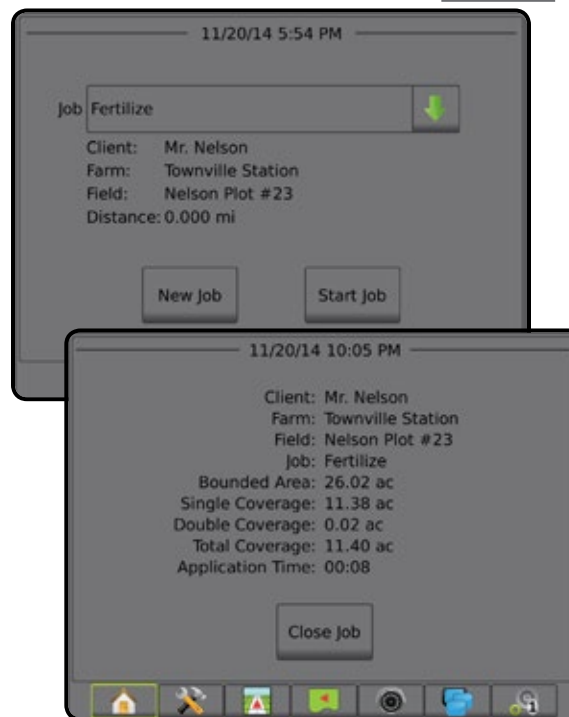 11/20/14 5:54 PM
Job Fertilize
Client: Mr. Nelson
Farm: Townville Station
Field: Nelson Plot #23
Distance: 0.000 mi
New Job Start Job
11/20/14 10:05 PM
Client: Mr. Nelson
Farm: Townville Station
Field: Nelson Plot #23
Job: Fertilize
Bounded Area: 26.02 ac
Single Coverage: 11.38 ac
Double Coverage: 0.02 ac
Total Coverage: 11.40 ac
Application Time: 00:08
Close Job